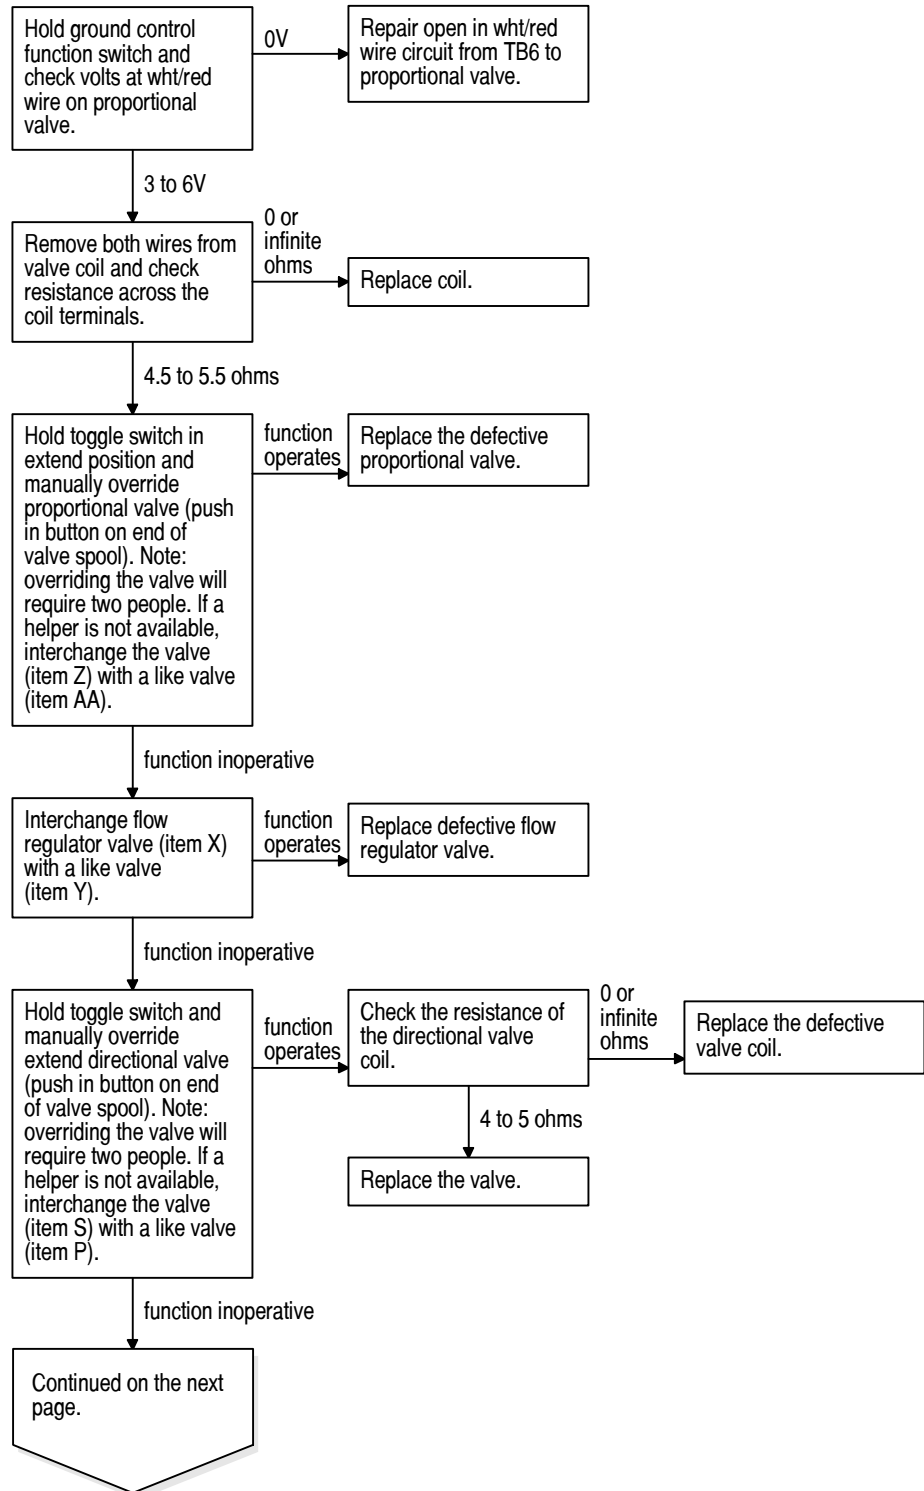 Hold ground control
function switch and
check volts at wht/red
wire on proportional
valve.
0V
Repair open in wht/red
wire circuit from TB6 to
proportional valve.
3 to 6V
Remove both wires from
valve coil and check
resistance across the
coil terminals.
0 or
infinite
ohms
Replace coil.
4.5 to 5.5 ohms
Hold toggle switch in
extend position and
manually override
proportional valve (push
in button on end of
valve spool). Note:
overriding the valve will
require two people. If a
helper is not available,
interchange the valve
(item Z) with a like valve
(item AA).
function
operates
Replace the defective
proportional valve.
function inoperative
Interchange flow
regulator valve (item X)
with a like valve
(item Y).
function
operates
Replace defective flow
regulator valve.
function inoperative
Hold toggle switch and
manually override
extend directional valve
(push in button on end
of valve spool). Note:
overriding the valve will
require two people. If a
helper is not available,
interchange the valve
(item S) with a like valve
(item P).
function
operates
Check the resistance of
the directional valve
coil.
0 or
infinite
ohms
Replace the defective
valve coil.
4 to 5 ohms
Replace the valve.
function inoperative
Continued on the next
page.